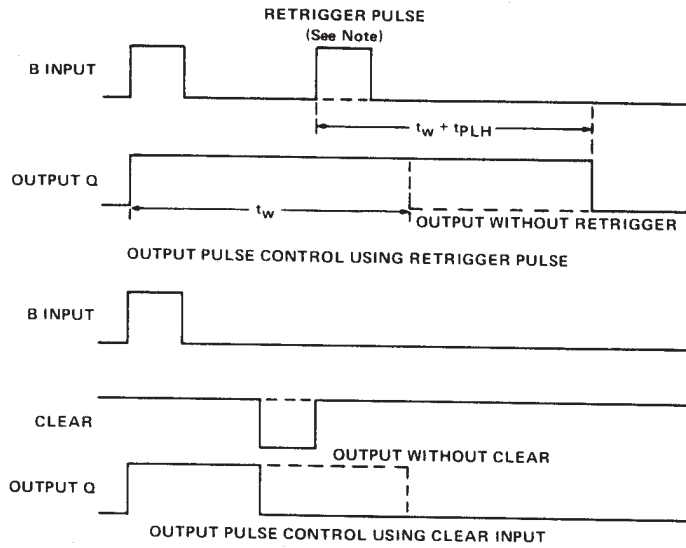 RETRIGGER PULSE
(See Note)
B INPUT
tw + tPLH
OUTPUT Q
tw
OUTPUT WITHOUT RETRIGGER
OUTPUT PULSE CONTROL USING RETRIGGER PULSE
B INPUT
CLEAR
OUTPUT WITHOUT CLEAR
OUTPUT Q
OUTPUT PULSE CONTROL USING CLEAR INPUT